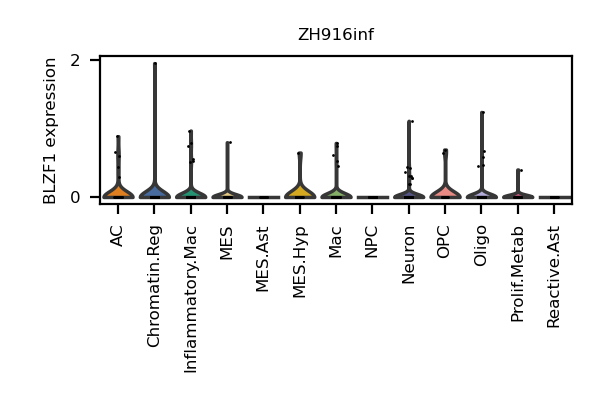 ZH916inf
BLZF1 expression
2
0
AC
Chromatin.Reg
Inflammatory.Mac
MES
MES.Ast
MES.Hyp
Mac
NPC
Neuron
OPC
Oligo
Prolif.Metab
Reactive.Ast